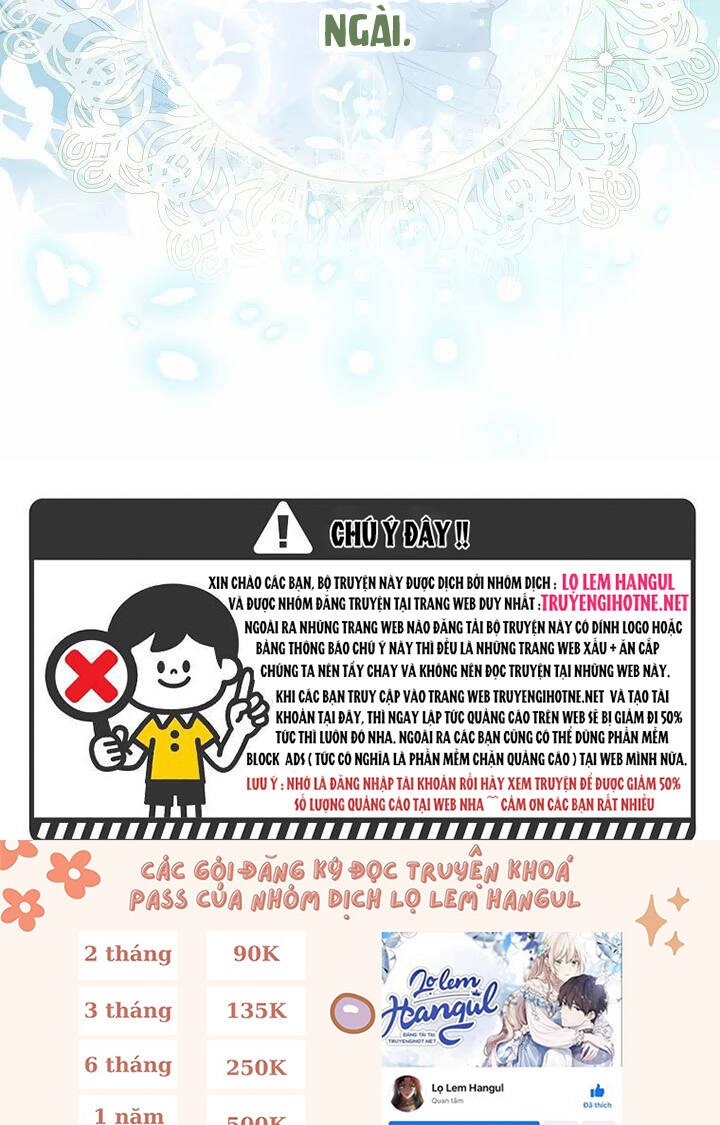 NGÀI.
CHÚ Ý ĐÂY !!
XIN CHÀO CÁC BẠN, BỘ TRUYỆN NÀY ĐƯỢC DỊCH BỞI NHÓM DỊCH : LỌ LEM HANGUL
VÀ ĐƯỢC NHÓM ĐĂNG TRUYỆN TẠI TRANG WEB DUY NHẤT :TRUYENGIHOTNE.NET
NGOÀI RA NHỮNG TRANG WEB NÀO ĐĂNG TẢI BỘ TRUYỆN NÀY CÓ DÍNH LOGO HOẶC
BẢNG THÔNG BÁO CHÚ Ý NÀY THÌ ĐỀU LÀ NHỮNG TRANG WEB XẤU + ĂN CẮP
CHÚNG TA NÊN TẨY CHAY VÀ KHÔNG NÊN ĐỌC TRUYỆN TẠI NHỮNG WEB NÀY.
KHI CÁC BẠN TRUY CẬP VÀO TRANG WEB TRUYENGIHOTNE.NET VÀ TẠO TÀI
KHOẢN TẠI ĐÂY, THÌ NGAY LẬP TỨC QUẢNG CÁO TRÊN WEB SẼ BỊ GIẢM ĐI 50%
TỨC THÌ LUÔN ĐÓ NHA. NGOÀI RA CÁC BẠN CŨNG CÓ THỂ DÙNG PHẦN MỀM
BLOCK ADS ( TỨC CÓ NGHĨA LÀ PHẦN MỀM CHẶN QUẢNG CÁO ) TẠI WEB MÌNH NỮA.
LƯU Ý : NHỚ LÀ ĐĂNG NHẬP TÀI KHOẢN RỒI HÃY XEM TRUYỆN ĐỂ ĐƯỢC GIẢM 50%
SỐ LƯỢNG QUẢNG CÁO TẠI WEB NHA ^^ CẢM ƠN CÁC BẠN RẤT NHIỀU
CÁC GÓI ĐĂNG KÝ ĐỌC TRUYỆN KHOÁ
PASS CỦA NHÓM DỊCH LỌ LEM HANGUL
2 tháng 90K
3 tháng 135K
6 tháng 250K
1 năm 500K
Lọ lem
Hangul
ĐĂNG TẢI TẠI
TRUYENGIHOT.NET
Lọ Lem Hangul
Quan tâm
Đã thích